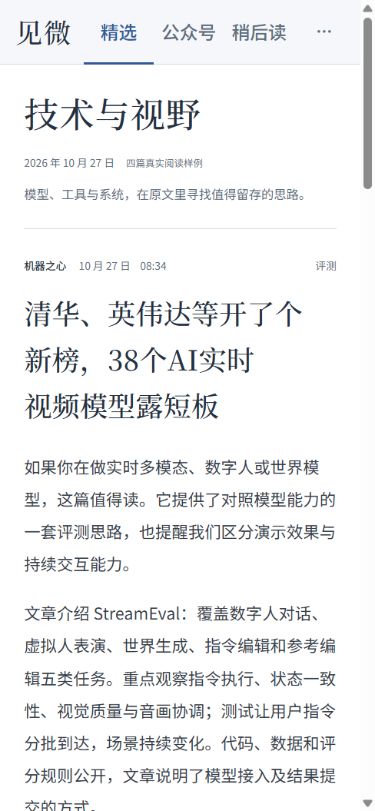 见微 精选 公众号 稍后读 ···
技术与视野
2026 年 10 月 27 日 四篇真实阅读样例
模型、工具与系统，在原文里寻找值得留存的思路。
机器之心 10 月 27 日 08:34 评测
清华、英伟达等开了个
新榜，38个AI实时
视频模型露短板
如果你在做实时多模态、数字人或世界模
型，这篇值得读。它提供了对照模型能力的
一套评测思路，也提醒我们区分演示效果与
持续交互能力。
文章介绍 StreamEval：覆盖数字人对话、
虚拟人表演、世界生成、指令编辑和参考编
辑五类任务。重点观察指令执行、状态一致
性、视觉质量与音画协调；测试让用户指令
分批到达，场景持续变化。代码、数据和评
分规则公开，文章说明了模型接入及结果提
交的方式。